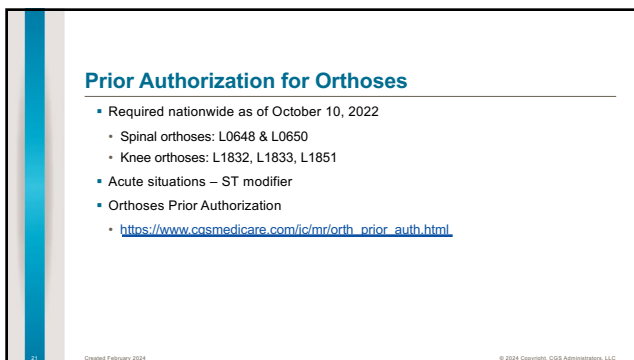 Prior Authorization for Orthoses
▪ Required nationwide as of October 10, 2022
• Spinal orthoses: L0648 & L0650
• Knee orthoses: L1832, L1833, L1851
▪ Acute situations – ST modifier
▪ Orthoses Prior Authorization
• https://www.cgsmedicare.com/jc/mr/orth_prior_auth.html
21
Created February 2024
© 2024 Copyright, CGS Administrators, LLC